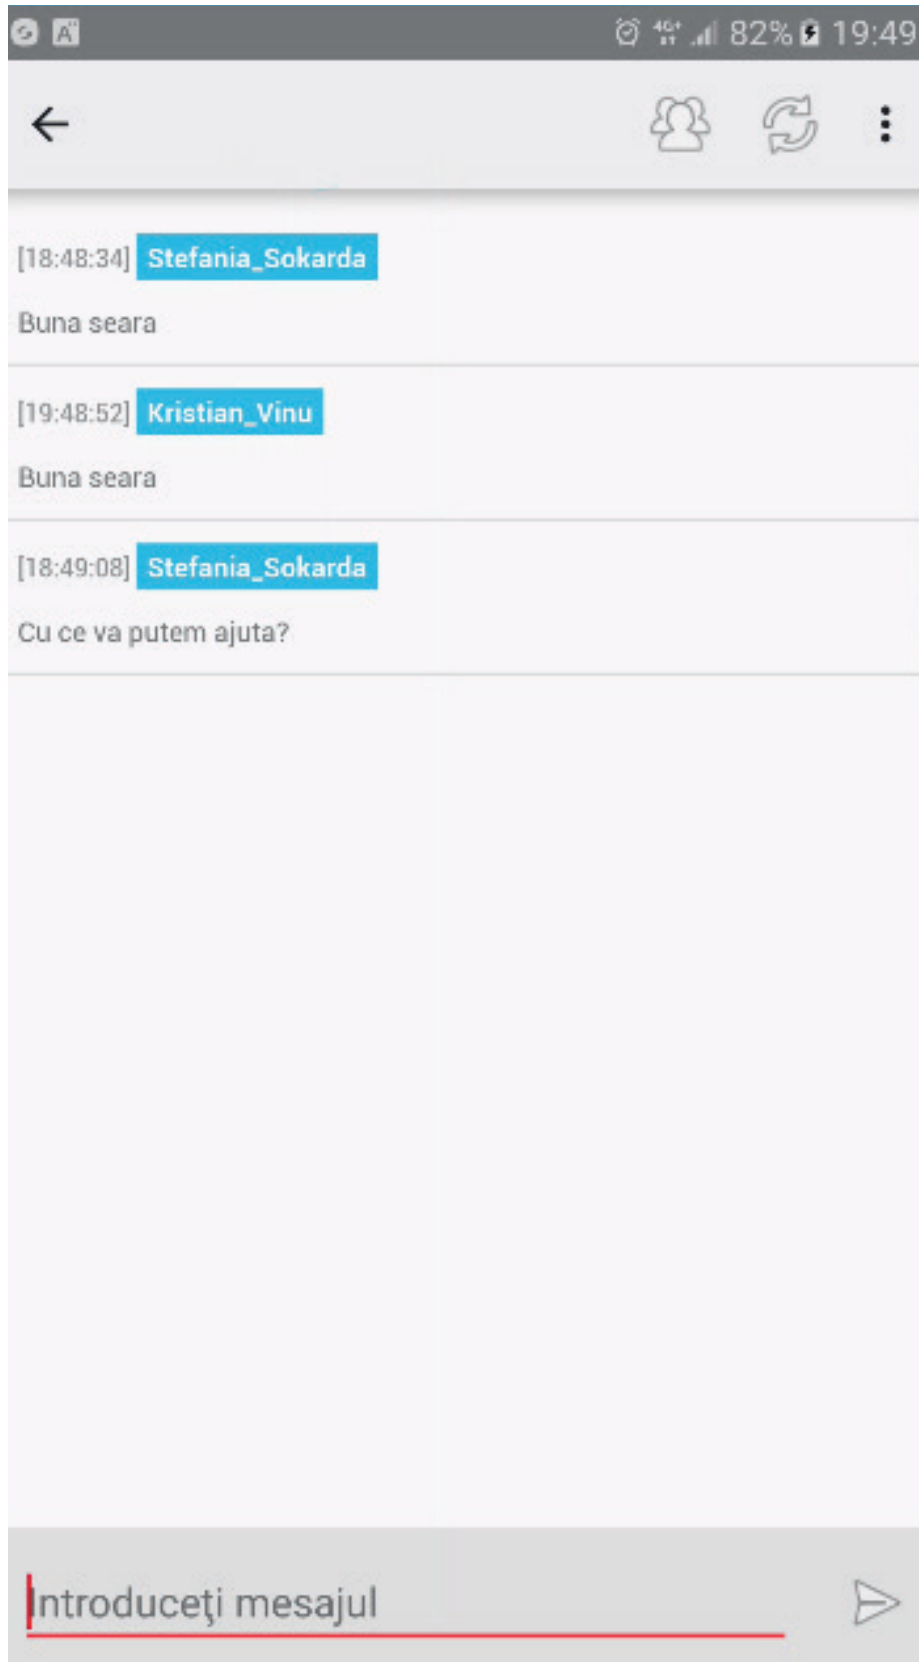 82% 19:49
[18:48:34] Stefania_Sokarda
Buna seara
[19:48:52] Kristian_Vinu
Buna seara
[18:49:08] Stefania_Sokarda
Cu ce va putem ajuta?
Introduceţi mesajul